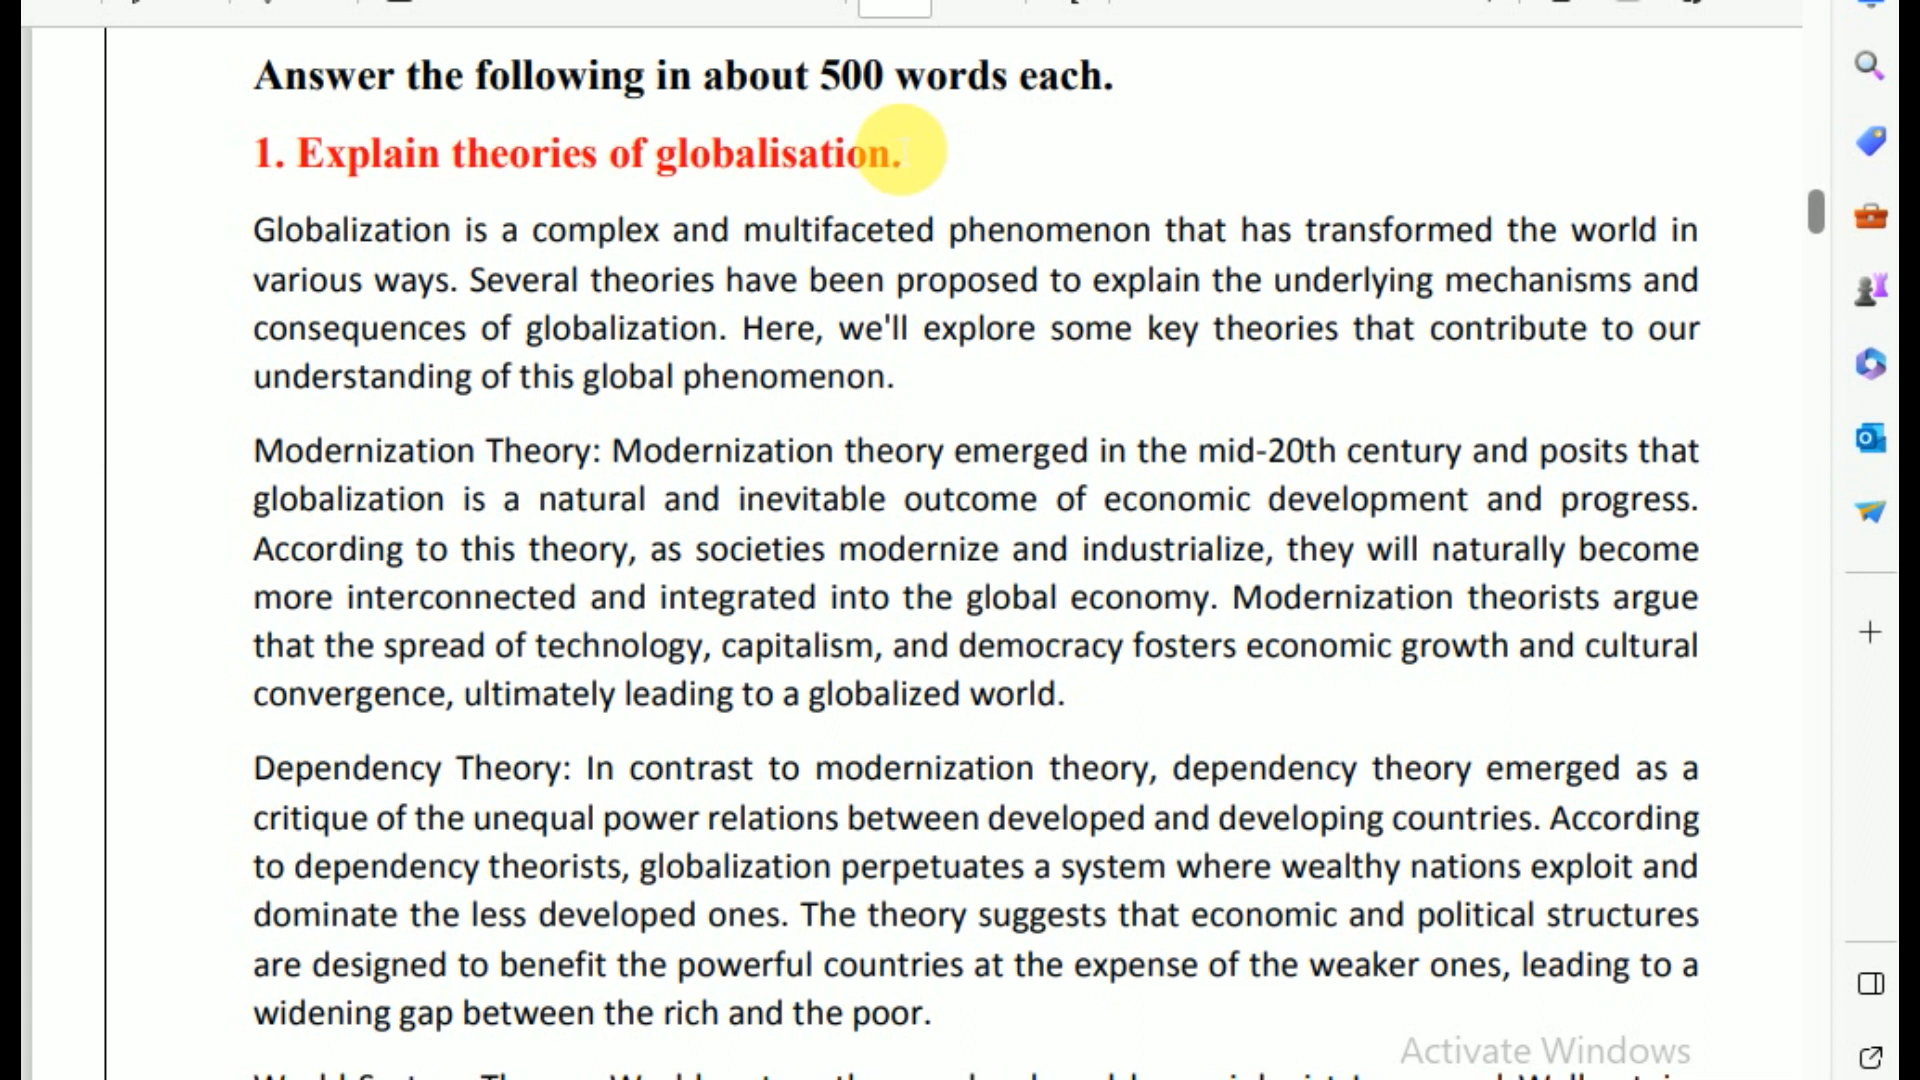 Answer the following in about 500 words each.
1. Explain theories of globalisation.
Globalization is a complex and multifaceted phenomenon that has transformed the world in
various ways. Several theories have been proposed to explain the underlying mechanisms and
consequences of globalization. Here, we'll explore some key theories that contribute to our
understanding of this global phenomenon.
Modernization Theory: Modernization theory emerged in the mid-20th century and posits that
globalization is a natural and inevitable outcome of economic development and progress.
According to this theory, as societies modernize and industrialize, they will naturally become
more interconnected and integrated into the global economy. Modernization theorists argue
that the spread of technology, capitalism, and democracy fosters economic growth and cultural
convergence, ultimately leading to a globalized world.
Dependency Theory: In contrast to modernization theory, dependency theory emerged as a
critique of the unequal power relations between developed and developing countries. According
to dependency theorists, globalization perpetuates a system where wealthy nations exploit and
dominate the less developed ones. The theory suggests that economic and political structures
are designed to benefit the powerful countries at the expense of the weaker ones, leading to a
widening gap between the rich and the poor.
Activate Windows